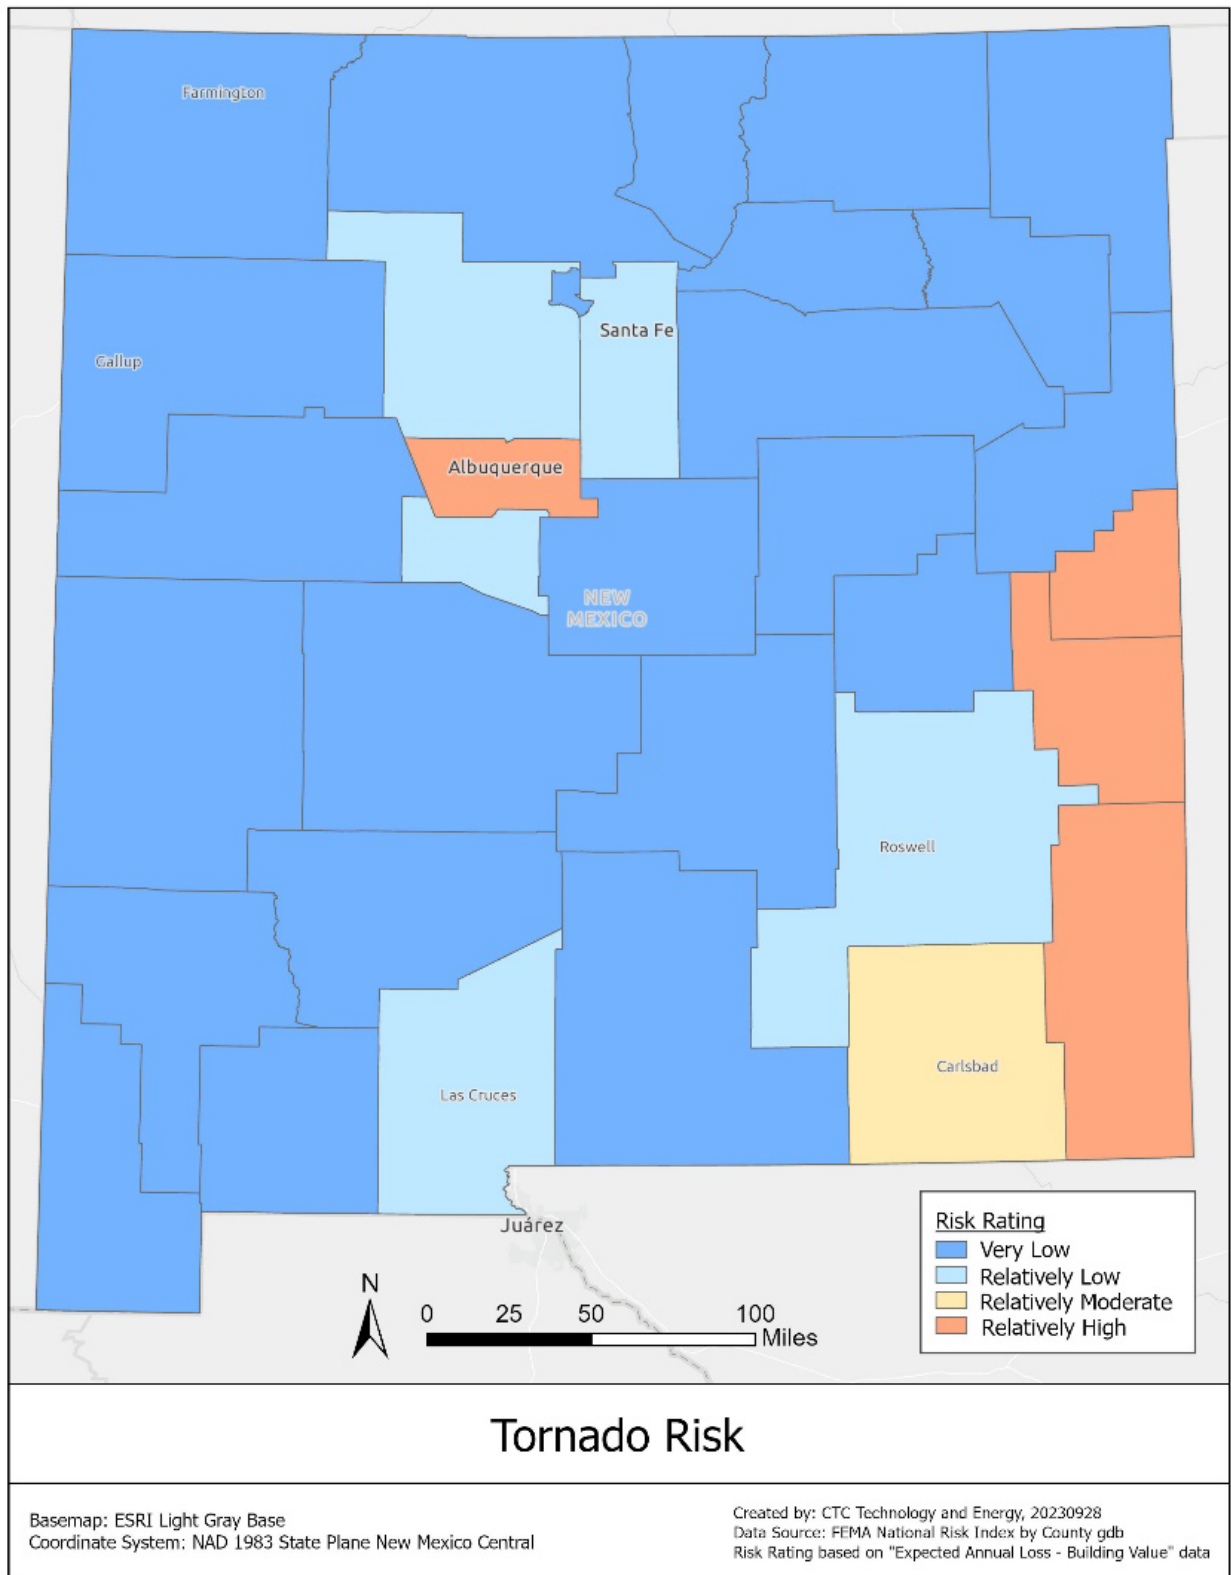 Farmington
Santa Fe
Gallup
Albuquerque
NEW
MEXICO
Roswell
Carlsbad
Las Cruces
Juárez
Risk Rating
Very Low
Relatively Low
Relatively Moderate
Relatively High
N
0 25 50 100
Miles
Tornado Risk
Basemap: ESRI Light Gray Base
Coordinate System: NAD 1983 State Plane New Mexico Central
Created by: CTC Technology and Energy, 20230928
Data Source: FEMA National Risk Index by County gdb
Risk Rating based on "Expected Annual Loss - Building Value" data